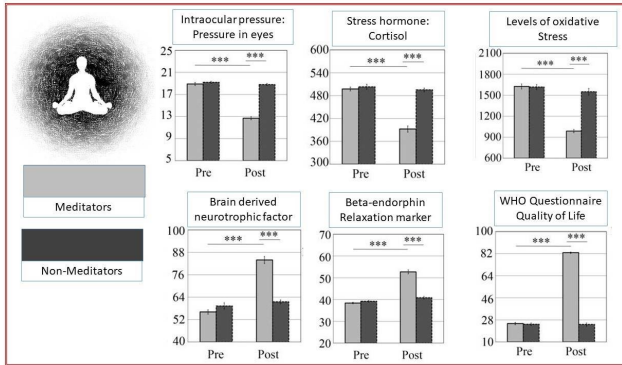 Intraocular pressure:
Pressure in eyes
25
21
17
13
9
5
***
***
Pre
Post
Stress hormone:
Cortisol
600
540
480
420
360
300
***
***
Pre
Post
Levels of oxidative
Stress
2100
1800
1500
1200
900
600
***
***
Pre
Post
Meditators
Non-Meditators
Brain derived
neurotrophic factor
100
88
76
64
52
40
***
***
Pre
Post
Beta-endorphin
Relaxation marker
70
60
50
40
30
20
***
***
Pre
Post
WHO Questionnaire
Quality of Life
100
82
64
46
28
10
***
***
Pre
Post